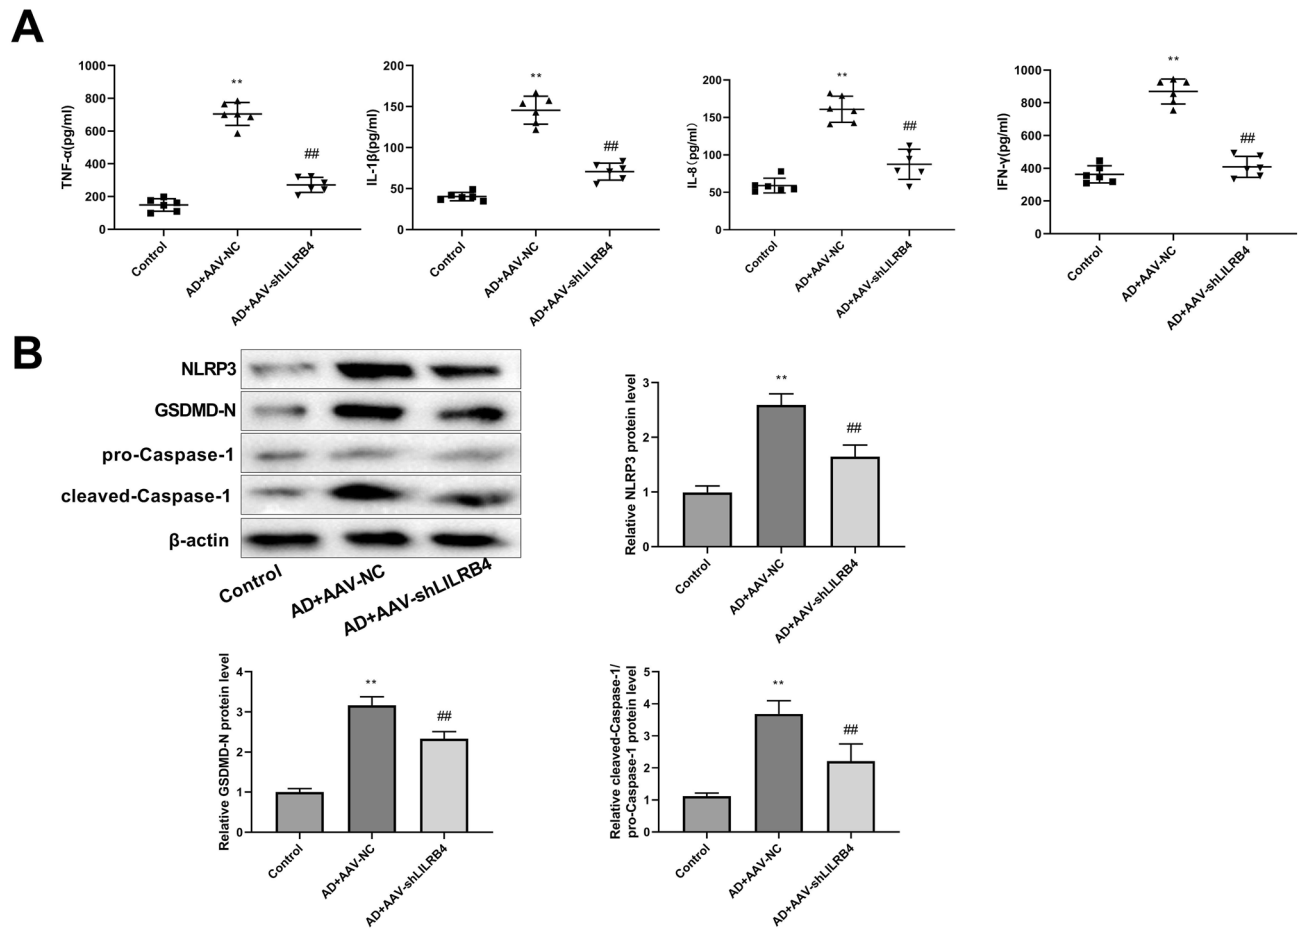 A
TNF-α(pg/ml)
1000
800
600
400
200
0
**
##
Control
AD+AAV-NC
AD+AAV-shLILRB4
IL-1β(pg/ml)
200
150
100
50
0
**
##
Control
AD+AAV-NC
AD+AAV-shLILRB4
IL-8（pg/ml）
200
150
100
50
0
**
##
Control
AD+AAV-NC
AD+AAV-shLILRB4
IFN-γ(pg/ml)
1000
800
600
400
200
0
**
##
Control
AD+AAV-NC
AD+AAV-shLILRB4
B
NLRP3
GSDMD-N
pro-Caspase-1
cleaved-Caspase-1
β-actin
Control
AD+AAV-NC
AD+AAV-shLILRB4
Relative NLRP3 protein level
3
2
1
0
**
##
Control
AD+AAV-NC
AD+AAV-shLILRB4
Relative GSDMD-N protein level
4
3
2
1
0
**
##
Control
AD+AAV-NC
AD+AAV-shLILRB4
Relative cleaved-Caspase-1/
pro-Caspase-1 protein level
5
4
3
2
1
0
**
##
Control
AD+AAV-NC
AD+AAV-shLILRB4